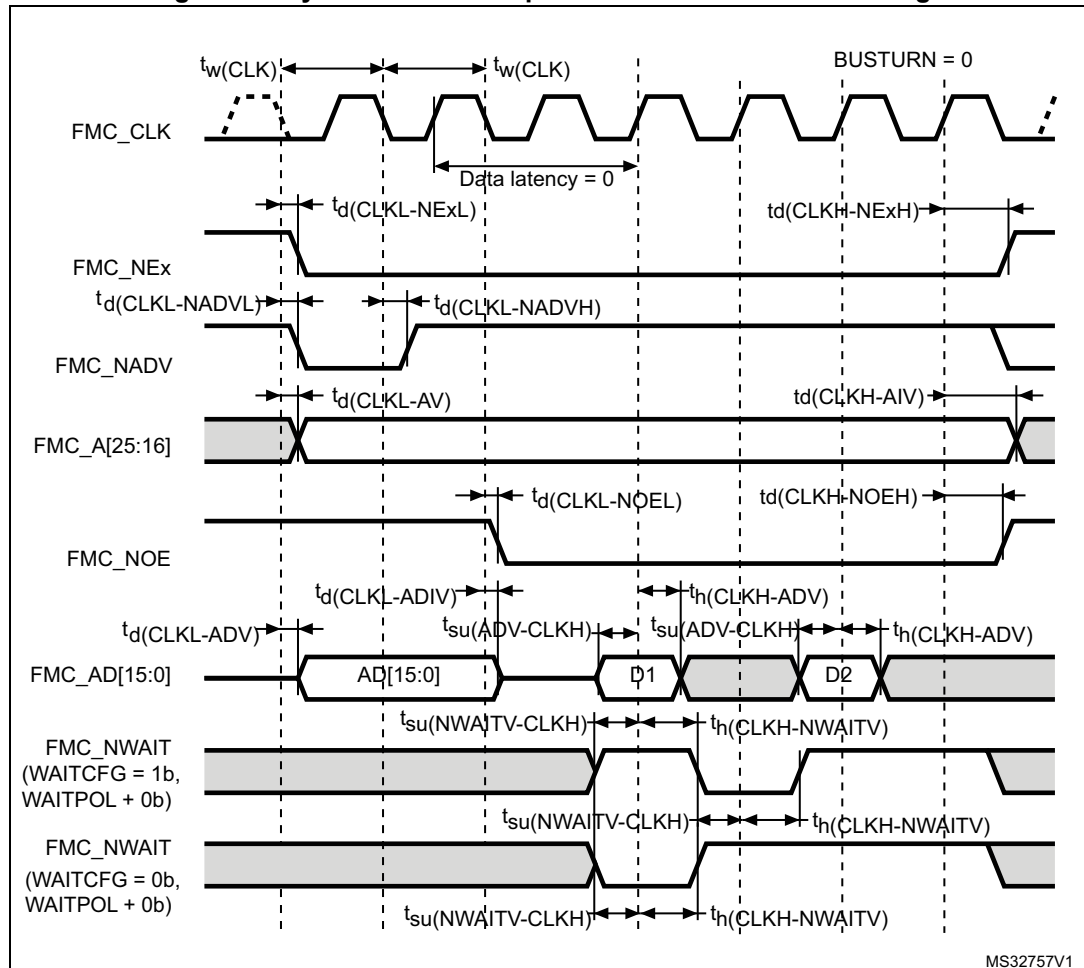 BUSTURN = 0
tw(CLK)
tw(CLK)
FMC_CLK
Data latency = 0
td(CLKL-NExL)
td(CLKH-NExH)
FMC_NEx
td(CLKL-NADVL)
td(CLKL-NADVH)
FMC_NADV
td(CLKL-AV)
td(CLKH-AIV)
FMC_A[25:16]
td(CLKL-NOEL)
td(CLKH-NOEH)
FMC_NOE
td(CLKL-ADIV)
th(CLKH-ADV)
td(CLKL-ADV)
tsu(ADV-CLKH)
tsu(ADV-CLKH)
th(CLKH-ADV)
FMC_AD[15:0]
AD[15:0]
D1
D2
tsu(NWAITV-CLKH)
th(CLKH-NWAITV)
FMC_NWAIT
(WAITCFG = 1b,
WAITPOL + 0b)
tsu(NWAITV-CLKH)
th(CLKH-NWAITV)
FMC_NWAIT
(WAITCFG = 0b,
WAITPOL + 0b)
tsu(NWAITV-CLKH)
th(CLKH-NWAITV)
MS32757V1